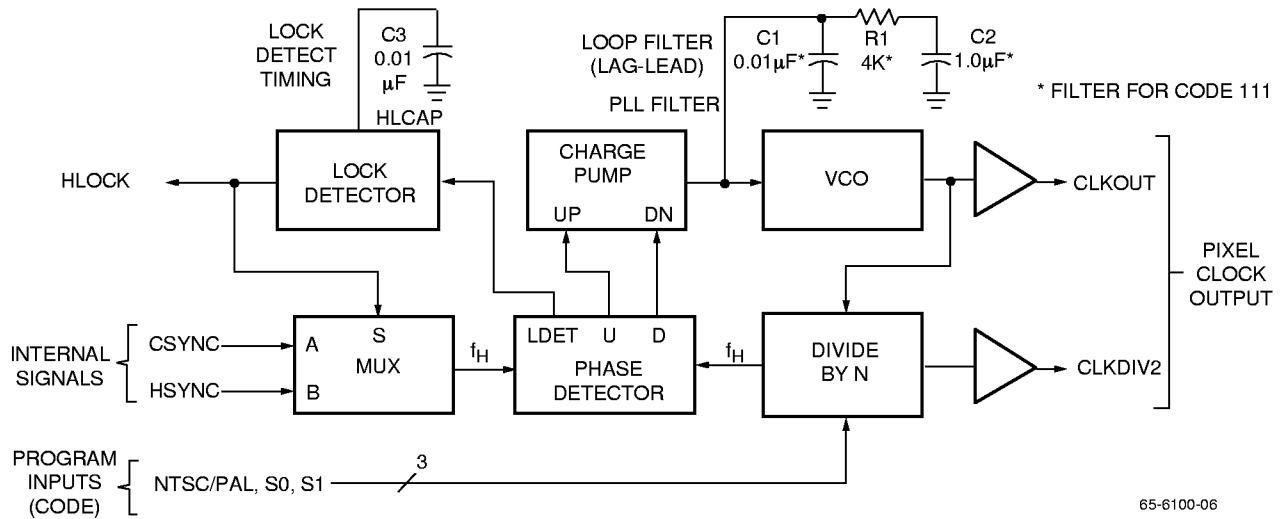 LOCK
DETECT
TIMING
C3
0.01
µF
HLCAP
LOOP FILTER
(LAG-LEAD)
PLL FILTER
C1
0.01µF*
R1
4K*
C2
1.0µF*
* FILTER FOR CODE 111
HLOCK
LOCK
DETECTOR
CHARGE
PUMP
UP
DN
VCO
CLKOUT
PIXEL
CLOCK
OUTPUT
INTERNAL
SIGNALS
CSYNC
HSYNC
A
B
S
MUX
fH
LDET U D
PHASE
DETECTOR
fH
DIVIDE
BY N
CLKDIV2
PROGRAM
INPUTS
(CODE)
NTSC/PAL, S0, S1
3
65-6100-06